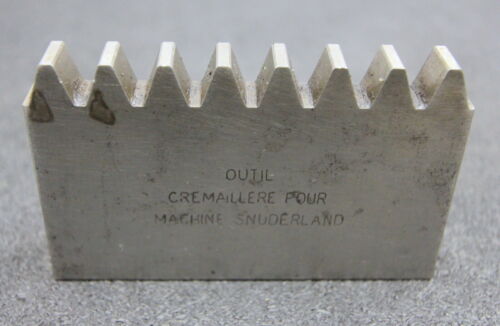 OUTIL
CREMAILLERE POUR
MACHINE SNUDERLAND